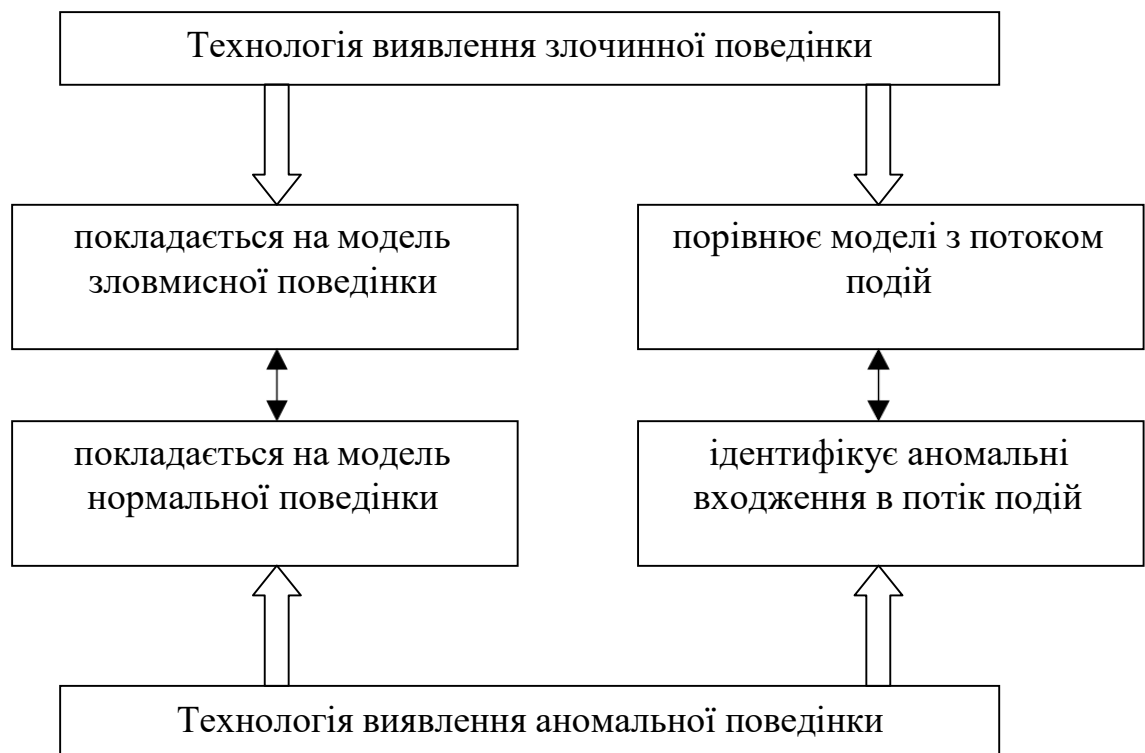 Технологія виявлення злочинної поведінки
покладається на модель
зловмисної поведінки
порівнює моделі з потоком
подій
покладається на модель
нормальної поведінки
ідентифікує аномальні
входження в потік подій
Технологія виявлення аномальної поведінки